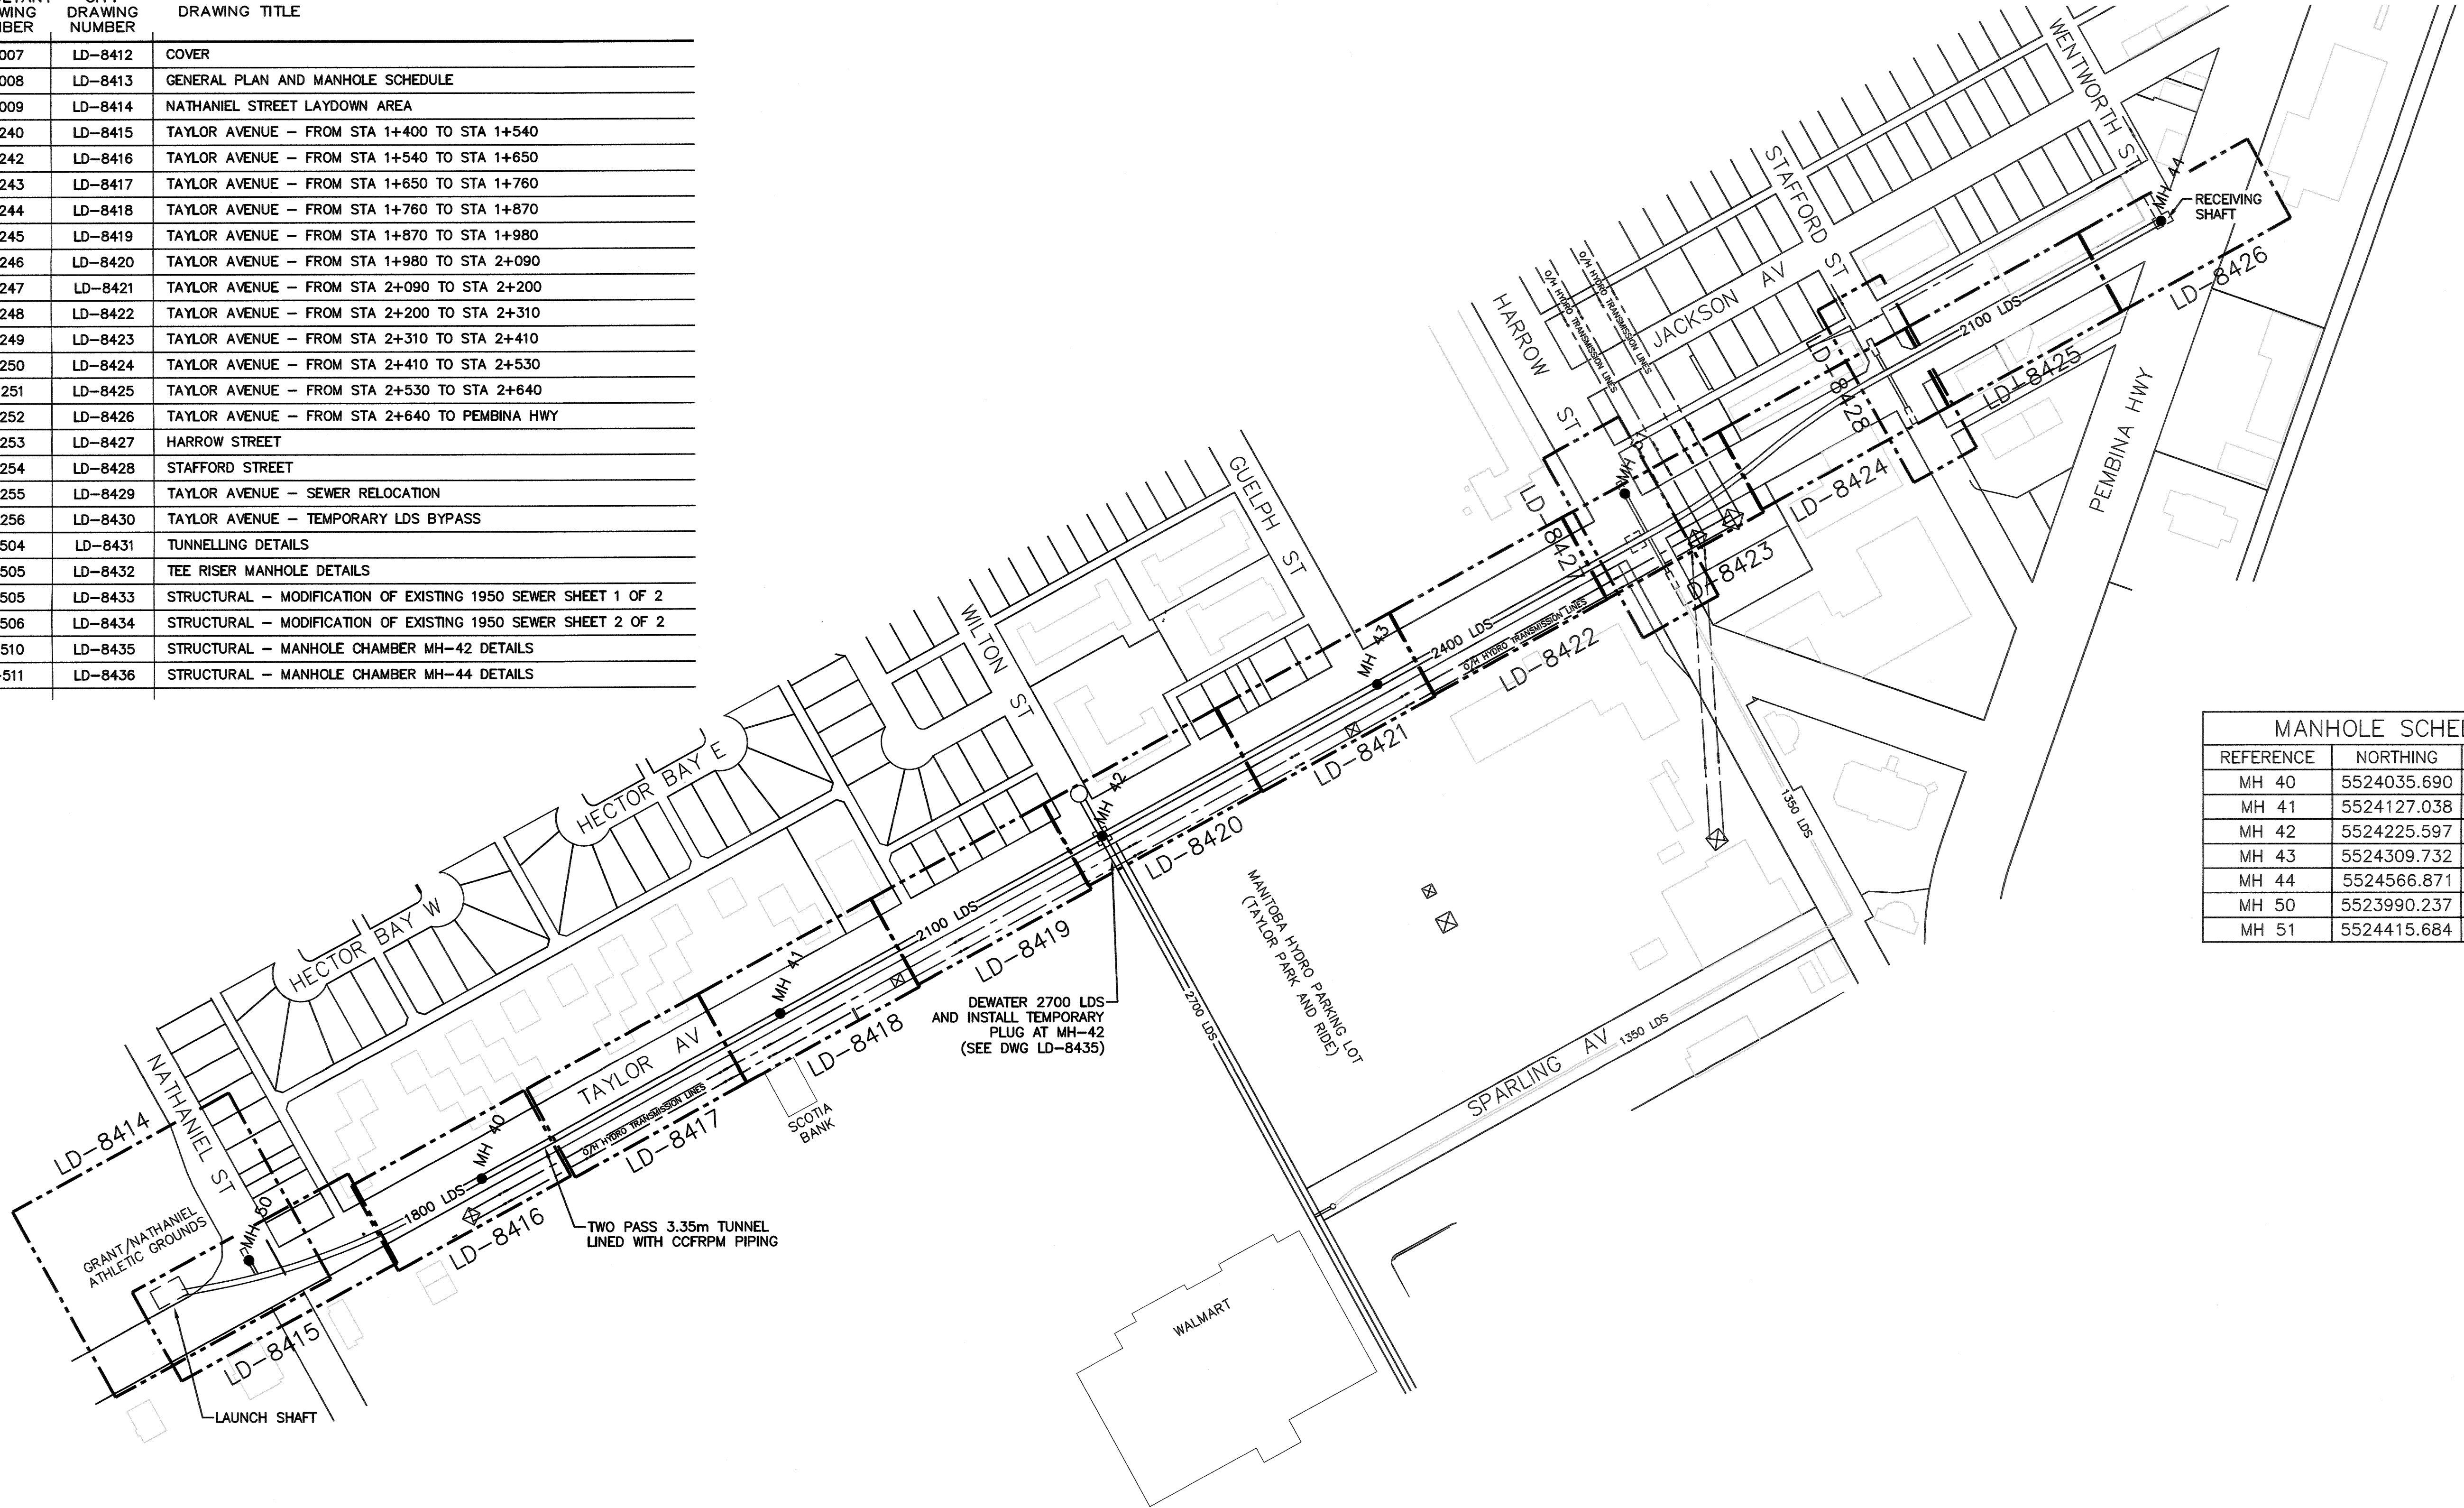 DRAWING
NUMBER
DRAWING TITLE
007 LD-8412 COVER
008 LD-8413 GENERAL PLAN AND MANHOLE SCHEDULE
009 LD-8414 NATHANIEL STREET LAYDOWN AREA
240 LD-8415 TAYLOR AVENUE - FROM STA 1+400 TO STA 1+540
242 LD-8416 TAYLOR AVENUE - FROM STA 1+540 TO STA 1+650
243 LD-8417 TAYLOR AVENUE - FROM STA 1+650 TO STA 1+760
244 LD-8418 TAYLOR AVENUE - FROM STA 1+760 TO STA 1+870
245 LD-8419 TAYLOR AVENUE - FROM STA 1+870 TO STA 1+980
246 LD-8420 TAYLOR AVENUE - FROM STA 1+980 TO STA 2+090
247 LD-8421 TAYLOR AVENUE - FROM STA 2+090 TO STA 2+200
248 LD-8422 TAYLOR AVENUE - FROM STA 2+200 TO STA 2+310
249 LD-8423 TAYLOR AVENUE - FROM STA 2+310 TO STA 2+410
250 LD-8424 TAYLOR AVENUE - FROM STA 2+410 TO STA 2+530
251 LD-8425 TAYLOR AVENUE - FROM STA 2+530 TO STA 2+640
252 LD-8426 TAYLOR AVENUE - FROM STA 2+640 TO PEMBINA HWY
253 LD-8427 HARROW STREET
254 LD-8428 STAFFORD STREET
255 LD-8429 TAYLOR AVENUE - SEWER RELOCATION
256 LD-8430 TAYLOR AVENUE - TEMPORARY LDS BYPASS
504 LD-8431 TUNNELLING DETAILS
505 LD-8432 TEE RISER MANHOLE DETAILS
505 LD-8433 STRUCTURAL - MODIFICATION OF EXISTING 1950 SEWER SHEET 1 OF 2
506 LD-8434 STRUCTURAL - MODIFICATION OF EXISTING 1950 SEWER SHEET 2 OF 2
510 LD-8435 STRUCTURAL - MANHOLE CHAMBER MH-42 DETAILS
511 LD-8436 STRUCTURAL - MANHOLE CHAMBER MH-44 DETAILS
WENTWORTH ST
MH 44
RECEIVING
SHAFT
LD-8426
STAFFORD ST
JACKSON AV
O/H HYDRO TRANSMISSION LINES
O/H HYDRO TRANSMISSION LINES
HARROW ST
2100 LDS
LD-8425
LD-8428
PEMBINA HWY
LD-8424
LD-8427
LD-8423
GUELPH ST
MH 43
2400 LDS
O/H HYDRO TRANSMISSION LINES
LD-8422
LD-8421
WILTON ST
MH 42
LD-8420
1350 LDS
HECTOR BAY E
HECTOR BAY W
2100 LDS
LD-8419
MH 41
LD-8418
MANITOBA HYDRO PARKING LOT
(TAYLOR PARK AND RIDE)
DEWATER 2700 LDS
AND INSTALL TEMPORARY
PLUG AT MH-42
(SEE DWG LD-8435)
2700 LDS
SPARLING AV
1350 LDS
TAYLOR AV
O/H HYDRO TRANSMISSION LINES
LD-8417
SCOTIA
BANK
MH 40
1800 LDS
LD-8416
TWO PASS 3.35m TUNNEL
LINED WITH CCFRPM PIPING
NATHANIEL ST
LD-8414
MH 50
GRANT/NATHANIEL
ATHLETIC GROUNDS
LD-8415
LAUNCH SHAFT
WALMART
REFERENCE NORTHING
MH 40 5524035.690
MH 41 5524127.038
MH 42 5524225.597
MH 43 5524309.732
MH 44 5524566.871
MH 50 5523990.237
MH 51 5524415.684
MANHOLE